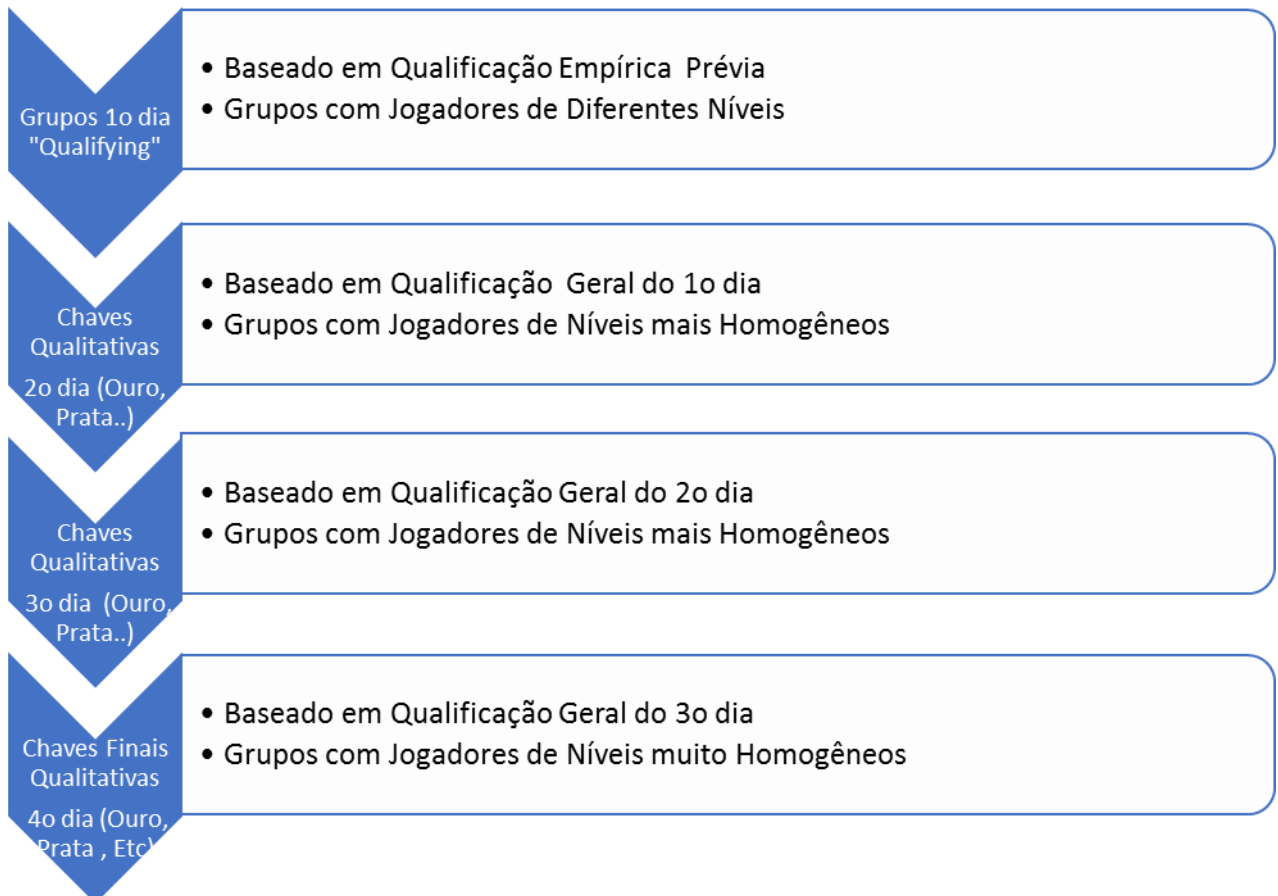 Grupos 1o dia
"Qualifying"
• Baseado em Qualificação Empírica Prévia
• Grupos com Jogadores de Diferentes Níveis
Chaves
Qualitativas
2o dia (Ouro,
Prata..)
• Baseado em Qualificação Geral do 1o dia
• Grupos com Jogadores de Níveis mais Homogêneos
Chaves
Qualitativas
3o dia (Ouro,
Prata..)
• Baseado em Qualificação Geral do 2o dia
• Grupos com Jogadores de Níveis mais Homogêneos
Chaves Finais
Qualitativas
4o dia (Ouro,
Prata , Etc)
• Baseado em Qualificação Geral do 3o dia
• Grupos com Jogadores de Níveis muito Homogêneos